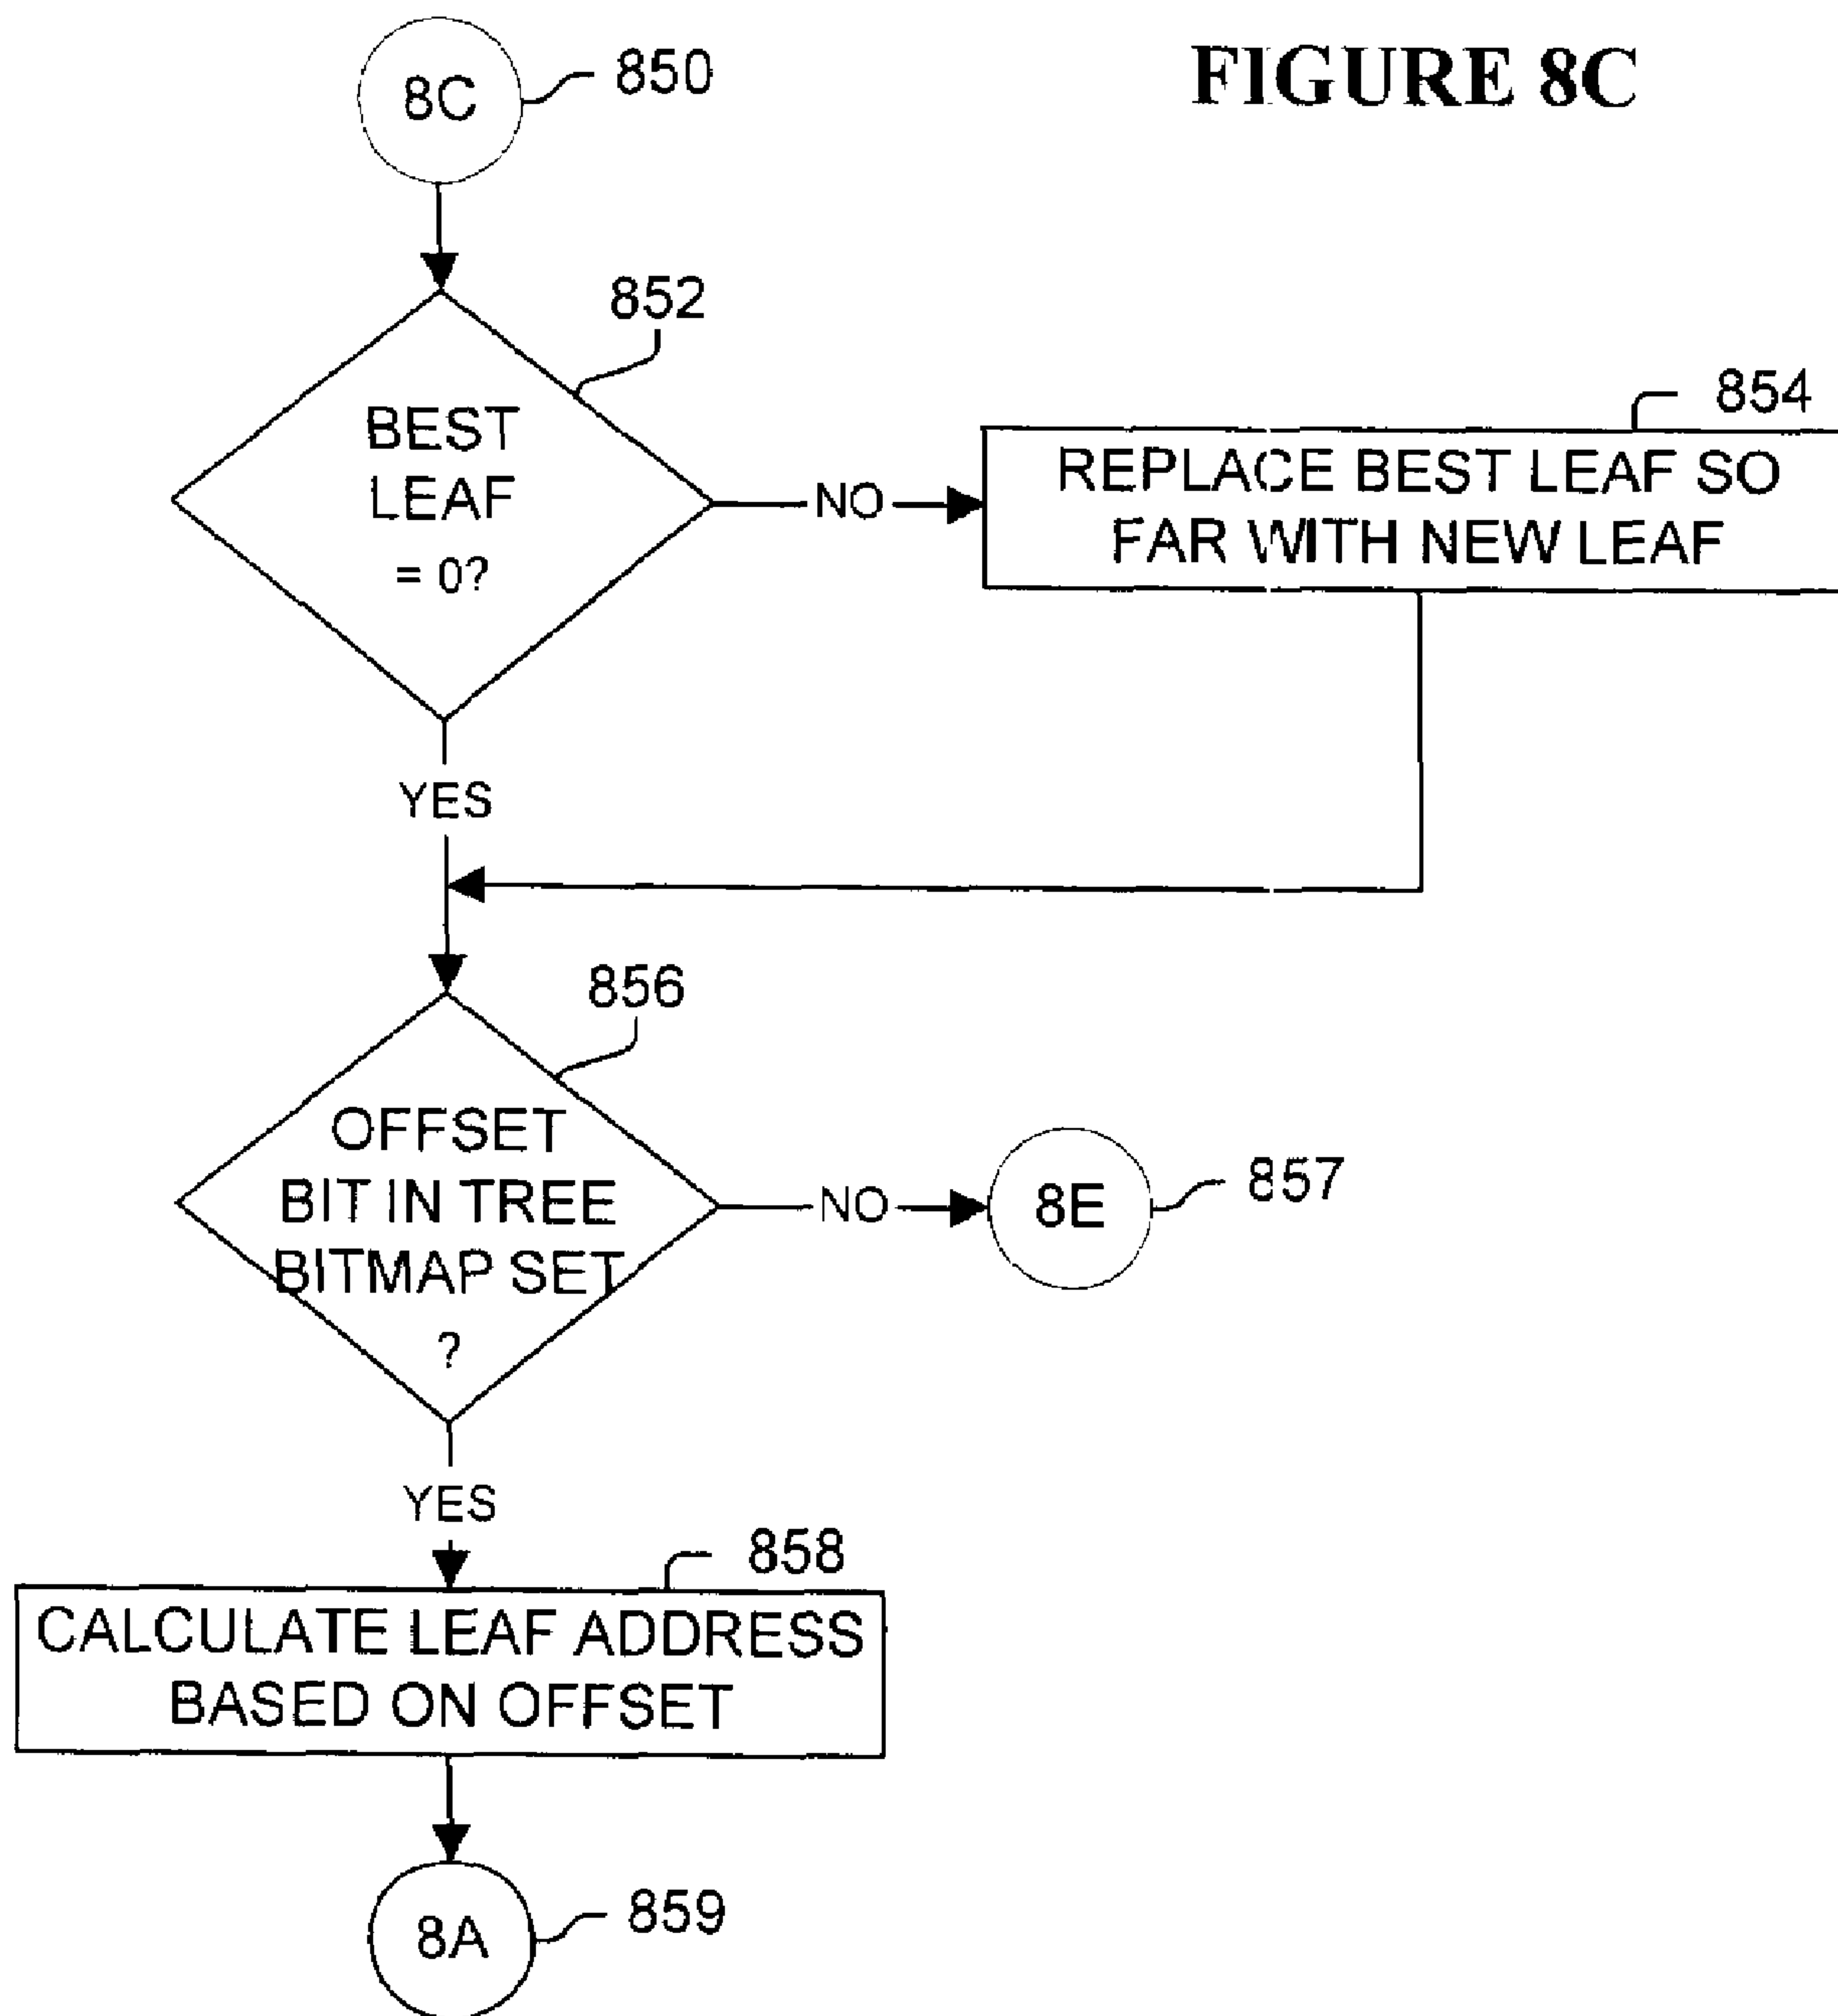 FIGURE 8C
8C
850
852
BEST
LEAF
= 0?
NO
854
REPLACE BEST LEAF SO
FAR WITH NEW LEAF
YES
856
OFFSET
BIT IN TREE
BITMAP SET
?
NO
8E
857
YES
858
CALCULATE LEAF ADDRESS
BASED ON OFFSET
8A
859